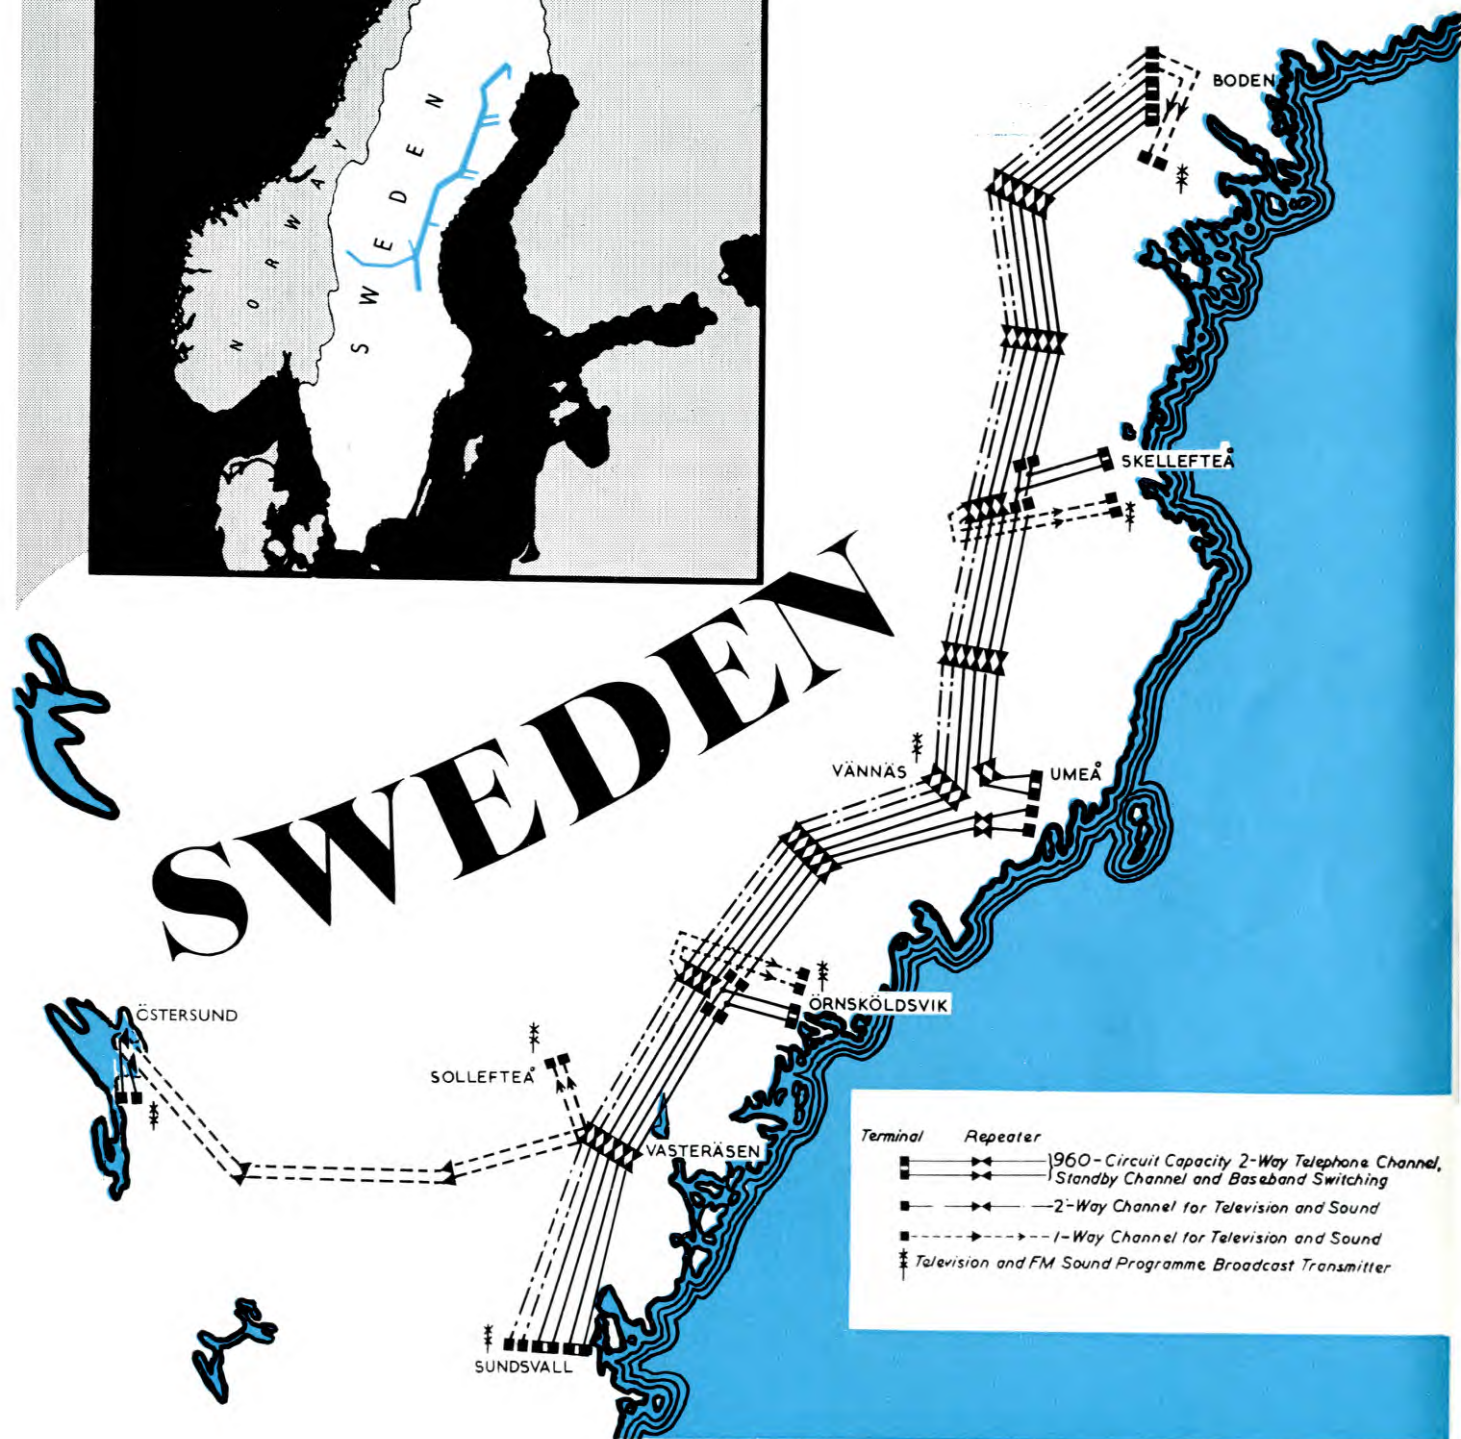 NORWAY
SWEDEN
BODEN
SKELLEFTEÅ
SWEDEN
VÄNNÄS
UMEÅ
ÖRNSKÖLDSVIK
ÖSTERSUND
SOLLEFTEÅ
VASTERÄSEN
SUNDSVALL
Terminal Repeater
960-Circuit Capacity 2-Way Telephone Channel,
Standby Channel and Baseband Switching
2-Way Channel for Television and Sound
1-Way Channel for Television and Sound
Television and FM Sound Programme Broadcast Transmitter